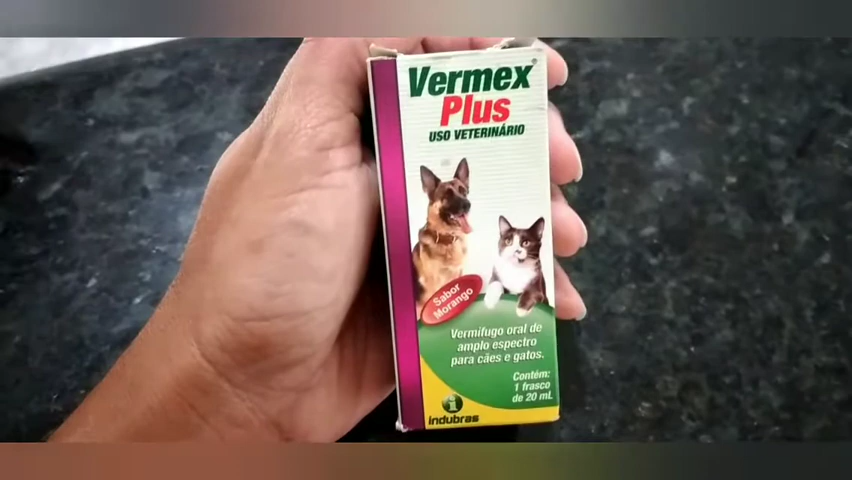 Vermex®
Plus
USO VETERINÁRIO
Sabor
Morango
Vermífugo oral de
amplo espectro
para cães e gatos.
Contém:
1 frasco
de 20 mL
i
indubras